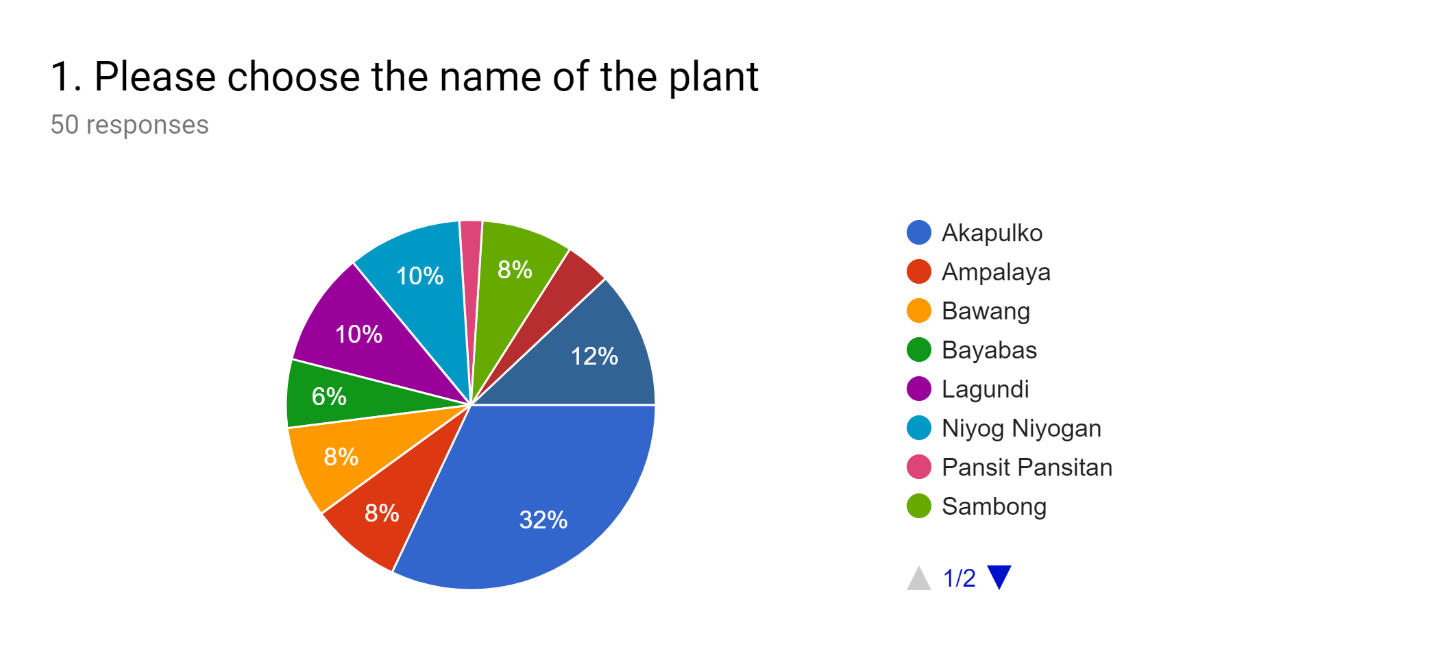 1. Please choose the name of the plant
50 responses
10%
8%
10%
12%
6%
8%
8%
32%
Akapulko
Ampalaya
Bawang
Bayabas
Lagundi
Niyog Niyogan
Pansit Pansitan
Sambong
1/2